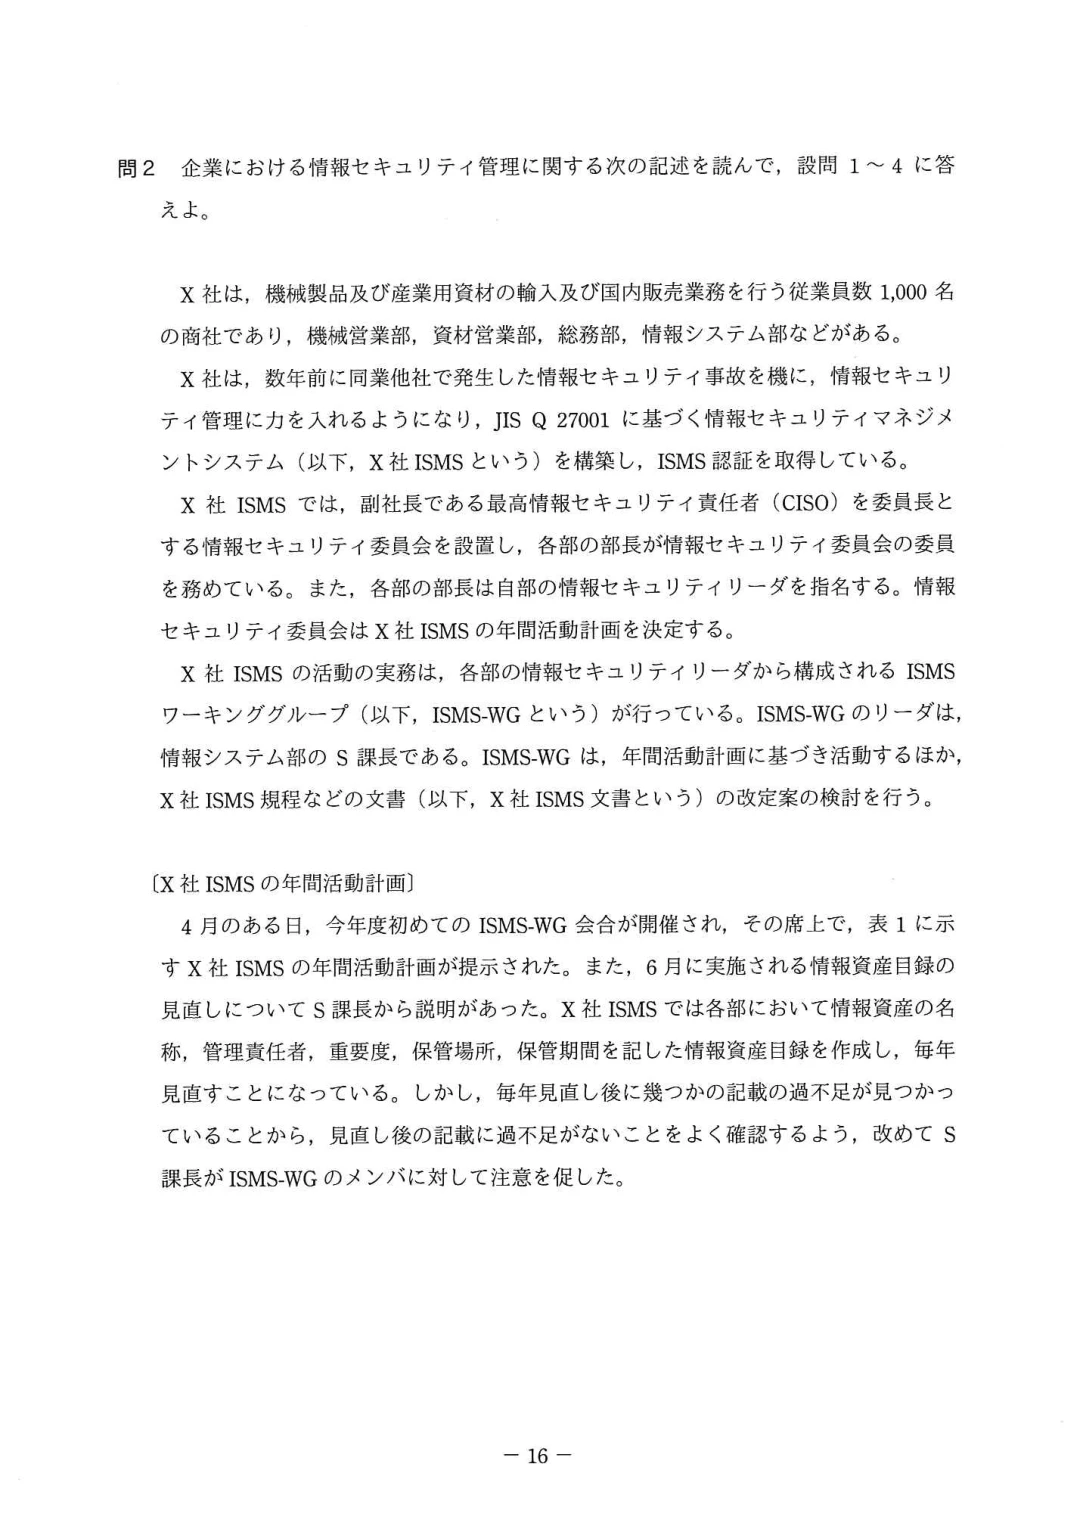 問2 企業における情報セキュリティ管理に関する次の記述を読んで，設問 1～4 に答
えよ。
X 社は，機械製品及び産業用資材の輸入及び国内販売業務を行う従業員数 1,000 名
の商社であり，機械営業部，資材営業部，総務部，情報システム部などがある。
X 社は，数年前に同業他社で発生した情報セキュリティ事故を機に，情報セキュリ
ティ管理に力を入れるようになり，JIS Q 27001 に基づく情報セキュリティマネジメ
ントシステム（以下，X 社 ISMS という）を構築し，ISMS 認証を取得している。
X 社 ISMS では，副社長である最高情報セキュリティ責任者（CISO）を委員長と
する情報セキュリティ委員会を設置し，各部の部長が情報セキュリティ委員会の委員
を務めている。また，各部の部長は自部の情報セキュリティリーダを指名する。情報
セキュリティ委員会は X 社 ISMS の年間活動計画を決定する。
X 社 ISMS の活動の実務は，各部の情報セキュリティリーダから構成される ISMS
ワーキンググループ（以下，ISMS-WG という）が行っている。ISMS-WG のリーダは，
情報システム部の S 課長である。ISMS-WG は，年間活動計画に基づき活動するほか，
X 社 ISMS 規程などの文書（以下，X 社 ISMS 文書という）の改定案の検討を行う。
〔X 社 ISMS の年間活動計画〕
4 月のある日，今年度初めての ISMS-WG 会合が開催され，その席上で，表 1 に示
す X 社 ISMS の年間活動計画が提示された。また，6 月に実施される情報資産目録の
見直しについて S 課長から説明があった。X 社 ISMS では各部において情報資産の名
称，管理責任者，重要度，保管場所，保管期間を記した情報資産目録を作成し，毎年
見直すことになっている。しかし，毎年見直し後に幾つかの記載の過不足が見つかっ
ていることから，見直し後の記載に過不足がないことをよく確認するよう，改めて S
課長が ISMS-WG のメンバに対して注意を促した。
－ 16 －